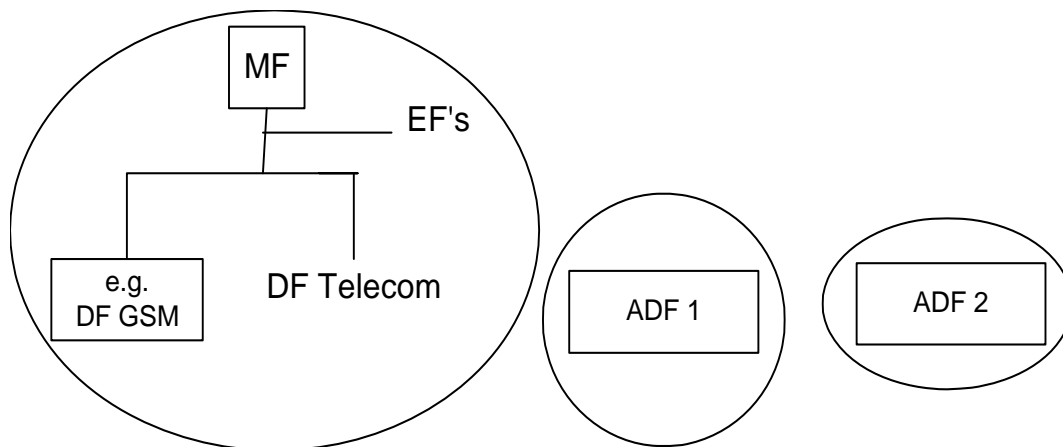 MF
EF's
e.g.
DF GSM
DF Telecom
ADF 1
ADF 2